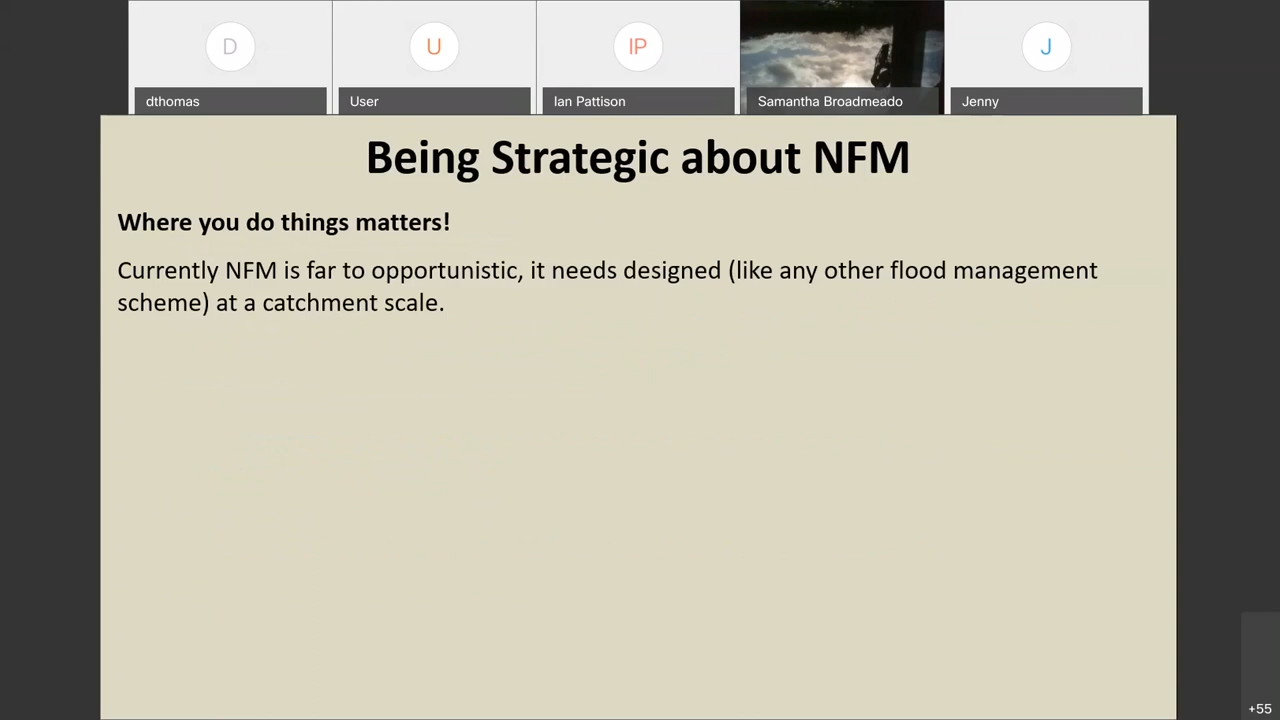 D
U
IP
J
dthomas
User
Ian Pattison
Samantha Broadmeado
Jenny
Being Strategic about NFM
Where you do things matters!
Currently NFM is far to opportunistic, it needs designed (like any other flood management
scheme) at a catchment scale.
+55